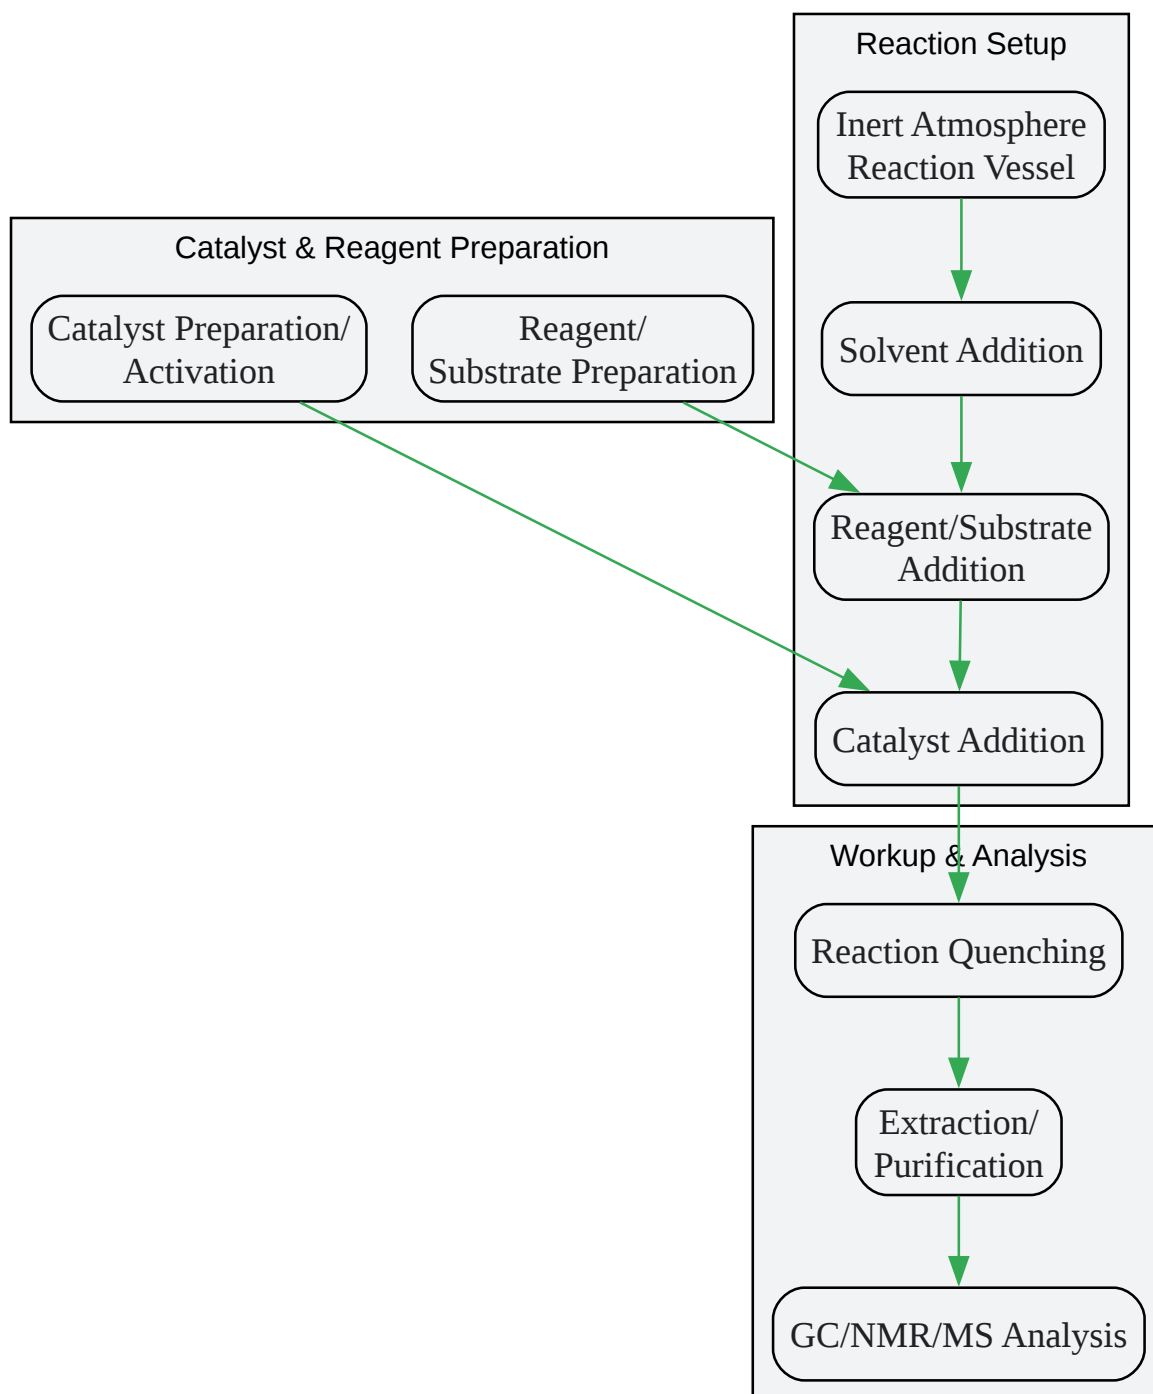 Reaction Setup
Inert Atmosphere
Reaction Vessel
Catalyst & Reagent Preparation
Catalyst Preparation/
Activation
Reagent/
Substrate Preparation
Solvent Addition
Reagent/Substrate
Addition
Catalyst Addition
Workup & Analysis
Reaction Quenching
Extraction/
Purification
GC/NMR/MS Analysis